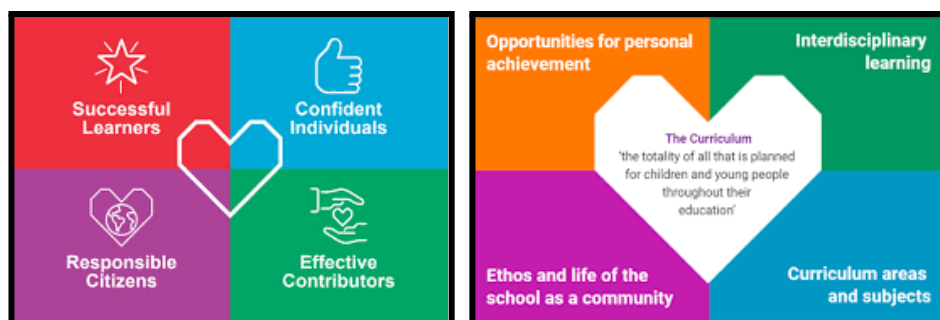 Successful
Learners
Confident
Individuals
Responsible
Citizens
Effective
Contributors
Opportunities for personal
achievement
Interdisciplinary
learning
The Curriculum
'the totality of all that is planned
for children and young people
throughout their
education'
Ethos and life of the
school as a community
Curriculum areas
and subjects